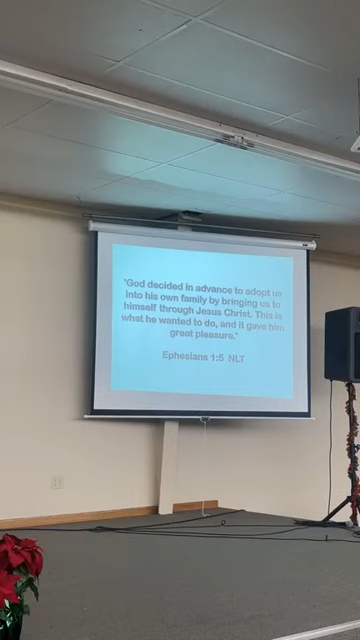 "God decided in advance to adopt us
into his own family by bringing us to
himself through Jesus Christ. This is
what he wanted to do, and it gave him
great pleasure."
Ephesians 1:5 NLT